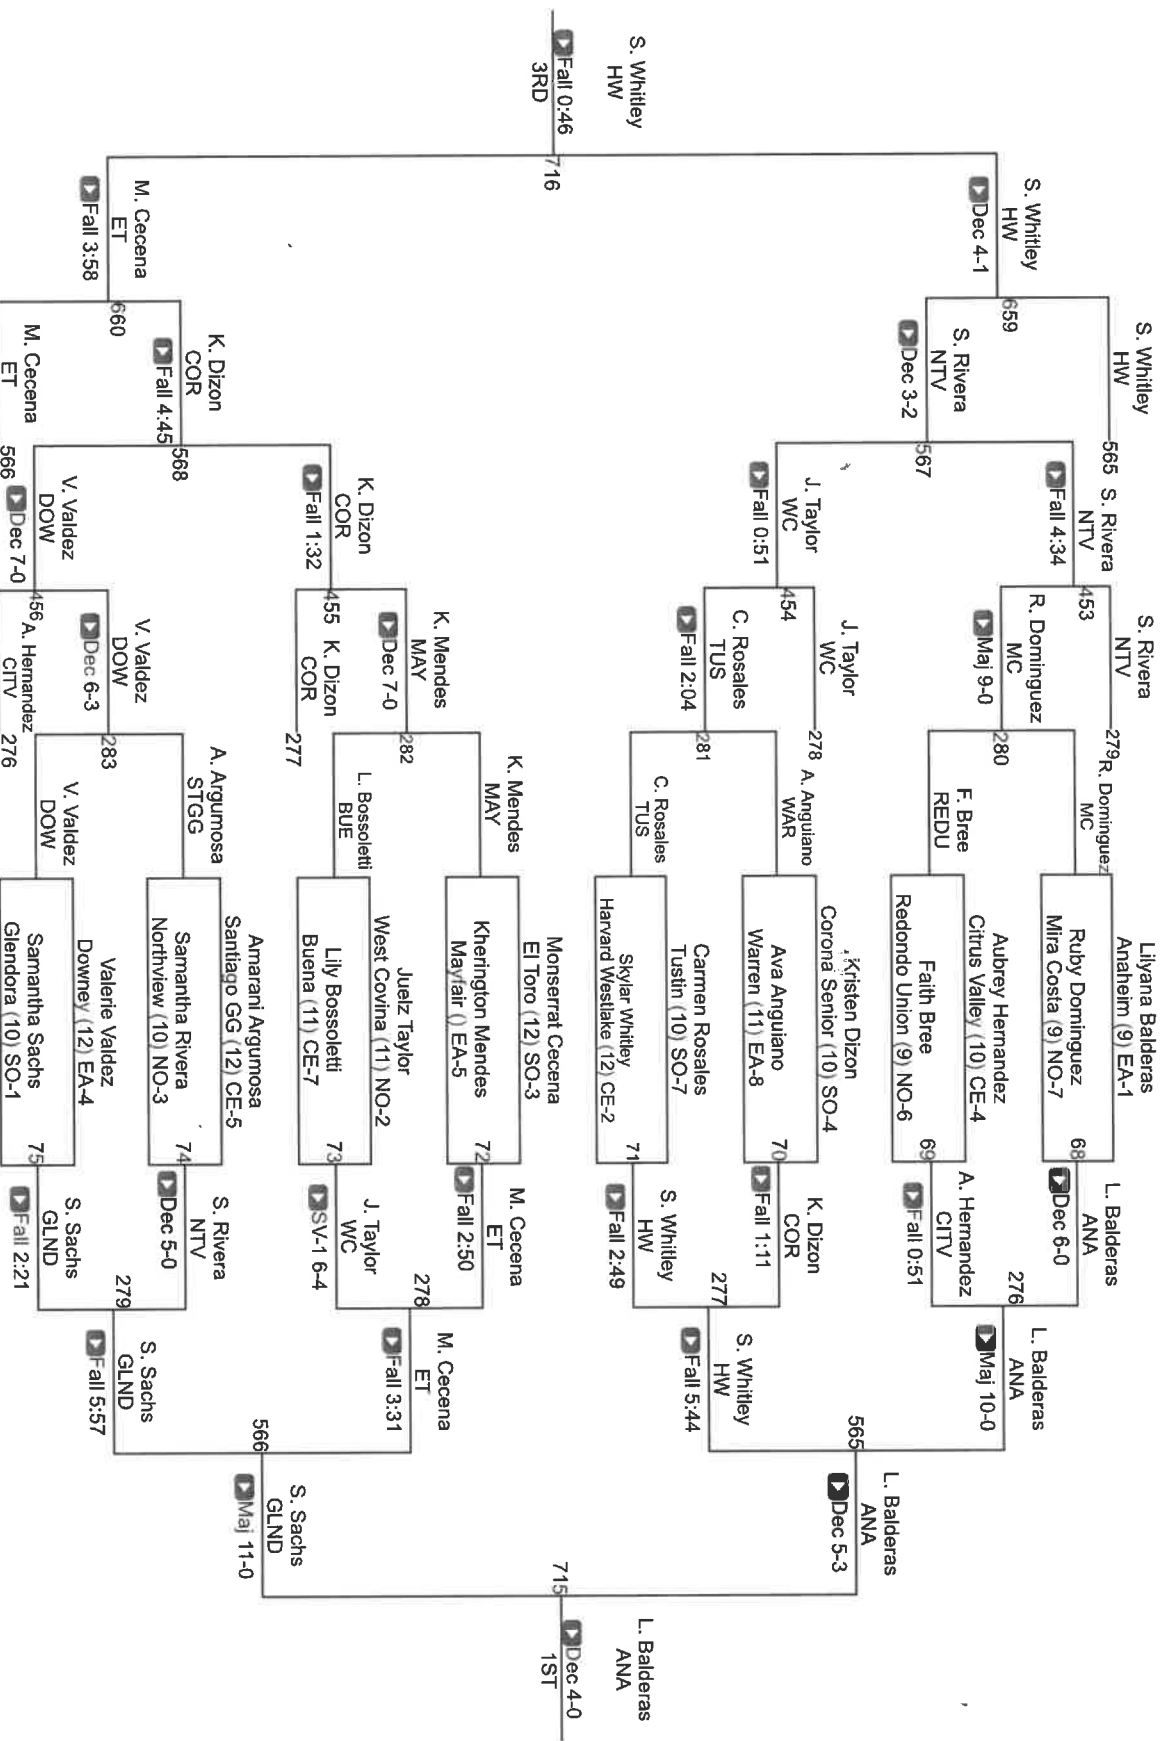 Lilyana Balderas
Anaheim (9) EA-1
Ruby Dominguez
Mira Costa (9) NO-7
68
Aubrey Hernandez
Citrus Valley (10) CE-4
Faith Bree
Redondo Union (9) NO-6
69
Kristen Dizon
Corona Senior (10) SO-4
Ava Anguiano
Warren (11) EA-8
70
Carmen Rosales
Tustin (10) SO-7
Skylar Whitley
Harvard Westlake (12) CE-2
71
Monserrat Cecena
El Toro (12) SO-3
Kherington Mendes
Mayfair () EA-5
72
Juelz Taylor
West Covina (11) NO-2
Lily Bossoletti
Buena (11) CE-7
73
Amarani Argumosa
Santiago GG (12) CE-5
Samantha Rivera
Northview (10) NO-3
74
Valerie Valdez
Downey (12) EA-4
Samantha Sachs
Glendora (10) SO-1
75
L. Balderas
ANA
Dec 6-0
A. Hernandez
CITV
Fall 0:51
276
K. Dizon
COR
Fall 1:11
S. Whitley
HW
Fall 2:49
277
M. Cecena
ET
Fall 2:50
J. Taylor
WC
SV-1 6-4
278
S. Rivera
NTV
Dec 5-0
S. Sachs
GLND
Fall 2:21
279
L. Balderas
ANA
Maj 10-0
S. Whitley
HW
Fall 5:44
565
M. Cecena
ET
Fall 3:31
S. Sachs
GLND
Fall 5:57
566
L. Balderas
ANA
Dec 5-3
S. Sachs
GLND
Maj 11-0
715
L. Balderas
ANA
Dec 4-0
1ST
R. Dominguez
MC
F. Bree
REDU
280
A. Anguiano
WAR
C. Rosales
TUS
281
K. Mendes
MAY
L. Bossoletti
BUE
282
A. Argumosa
STGG
V. Valdez
DOW
283
S. Rivera
NTV
279
R. Dominguez
MC
Maj 9-0
453
J. Taylor
WC
278
C. Rosales
TUS
Fall 2:04
454
K. Mendes
MAY
Dec 7-0
K. Dizon
COR
277
455
V. Valdez
DOW
Dec 6-3
A. Hernandez
CITV
276
456
S. Rivera
NTV
Fall 4:34
J. Taylor
WC
Fall 0:51
567
K. Dizon
COR
Fall 1:32
V. Valdez
DOW
Dec 7-0
568
S. Whitley
HW
565
S. Rivera
NTV
Dec 3-2
659
K. Dizon
COR
Fall 4:45
M. Cecena
ET
566
660
S. Whitley
HW
Dec 4-1
M. Cecena
ET
Fall 3:58
716
S. Whitley
HW
Fall 0:46
3RD